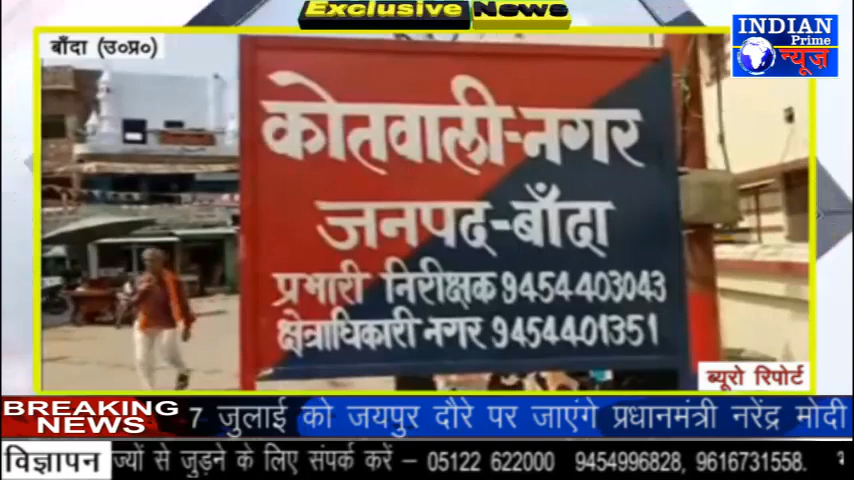 Exclusive News
बाँदा (उ०प्र०)
INDIAN
Prime
न्यूज़
कोतवाली-नगर
जनपद-बाँदा
प्रभारी निरीक्षक 9454403043
क्षेत्राधिकारी नगर 9454401351
ब्यूरो रिपोर्ट
BREAKING
NEWS
7 जुलाई को जयपुर दौरे पर जाएंगे प्रधानमंत्री नरेंद्र मोदी
विज्ञापन
ज्यों से जुड़ने के लिए संपर्क करें – 05122 622000 9454996828, 9616731558.